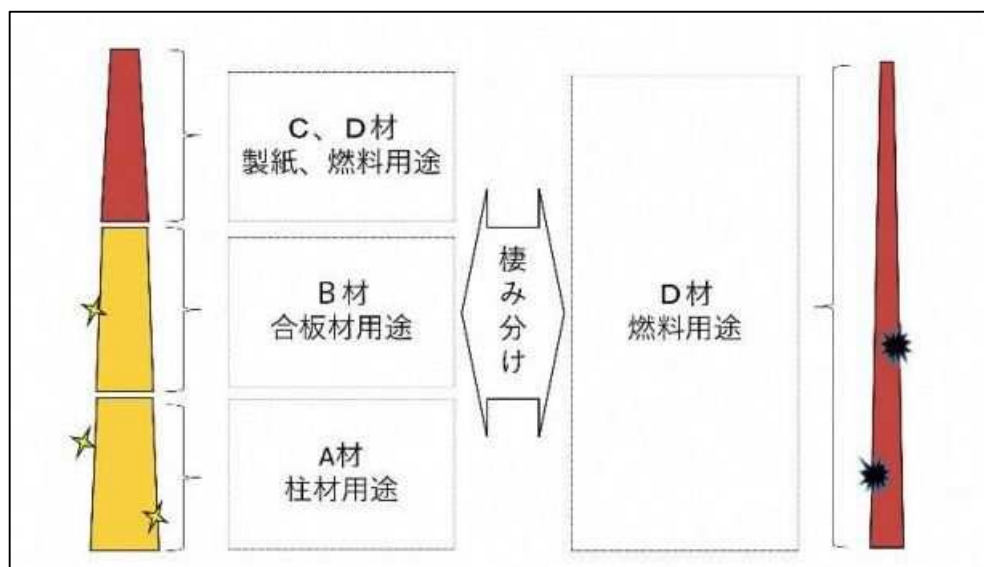 C、D材
製紙、燃料用途
B材
合板材用途
A材
柱材用途
棲み分け
D材
燃料用途